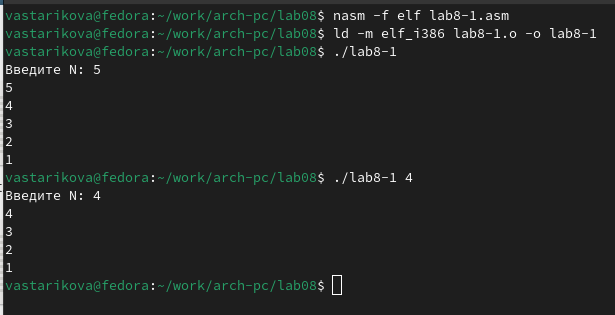 vastarikova@fedora:~/work/arch-pc/lab08$ nasm -f elf lab8-1.asm
vastarikova@fedora:~/work/arch-pc/lab08$ ld -m elf_i386 lab8-1.o -o lab8-1
vastarikova@fedora:~/work/arch-pc/lab08$ ./lab8-1
Введите N: 5
5
4
3
2
1
vastarikova@fedora:~/work/arch-pc/lab08$ ./lab8-1 4
Введите N: 4
4
3
2
1
vastarikova@fedora:~/work/arch-pc/lab08$